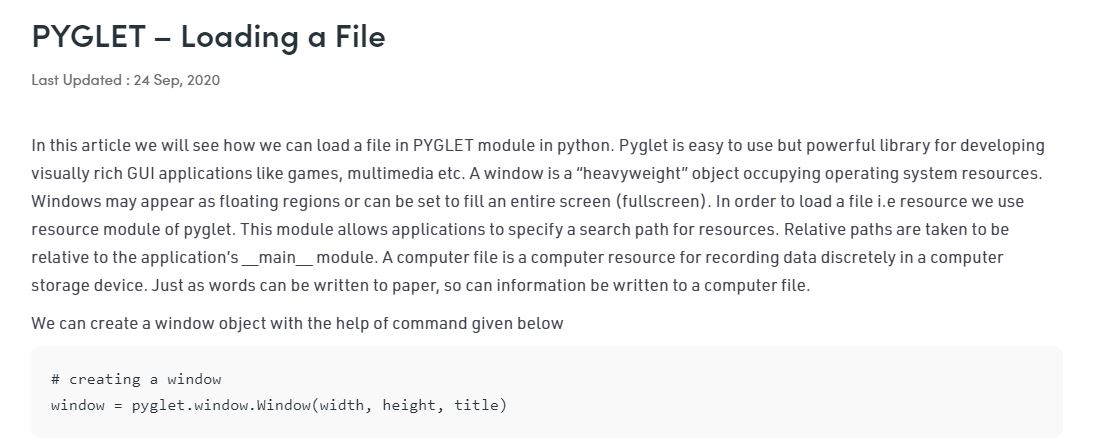 PYGLET – Loading a File
Last Updated : 24 Sep, 2020
In this article we will see how we can load a file in PYGLET module in python. Pyglet is easy to use but powerful library for developing
visually rich GUI applications like games, multimedia etc. A window is a “heavyweight” object occupying operating system resources.
Windows may appear as floating regions or can be set to fill an entire screen (fullscreen). In order to load a file i.e resource we use
resource module of pyglet. This module allows applications to specify a search path for resources. Relative paths are taken to be
relative to the application’s __main__ module. A computer file is a computer resource for recording data discretely in a computer
storage device. Just as words can be written to paper, so can information be written to a computer file.
We can create a window object with the help of command given below
# creating a window
window = pyglet.window.Window(width, height, title)